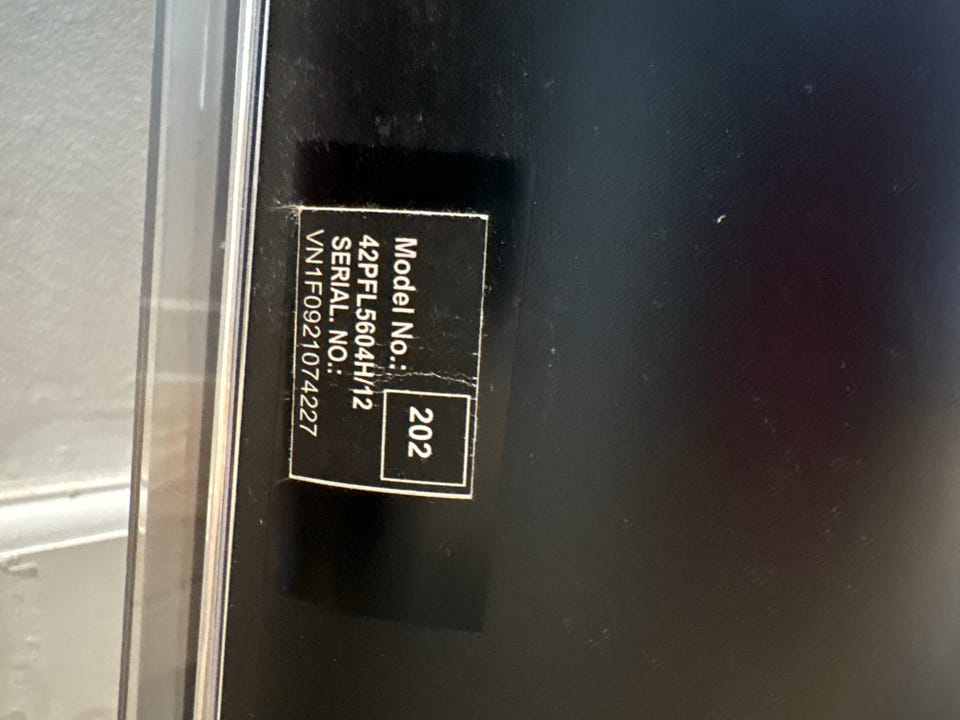 Model No.:
202
42PFL5604H/12
SERIAL. NO.:
VN1F0921074227